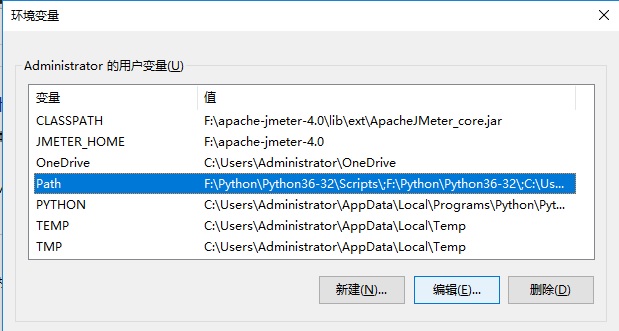 环境变量
Administrator 的用户变量(U)
变量 值
CLASSPATH F:\apache-jmeter-4.0\lib\ext\ApacheJMeter_core.jar
JMETER_HOME F:\apache-jmeter-4.0
OneDrive C:\Users\Administrator\OneDrive
Path F:\Python\Python36-32\Scripts\;F:\Python\Python36-32\;C:\Us...
PYTHON C:\Users\Administrator\AppData\Local\Programs\Python\Pyt...
TEMP C:\Users\Administrator\AppData\Local\Temp
TMP C:\Users\Administrator\AppData\Local\Temp
新建(N)... 编辑(E)... 删除(D)